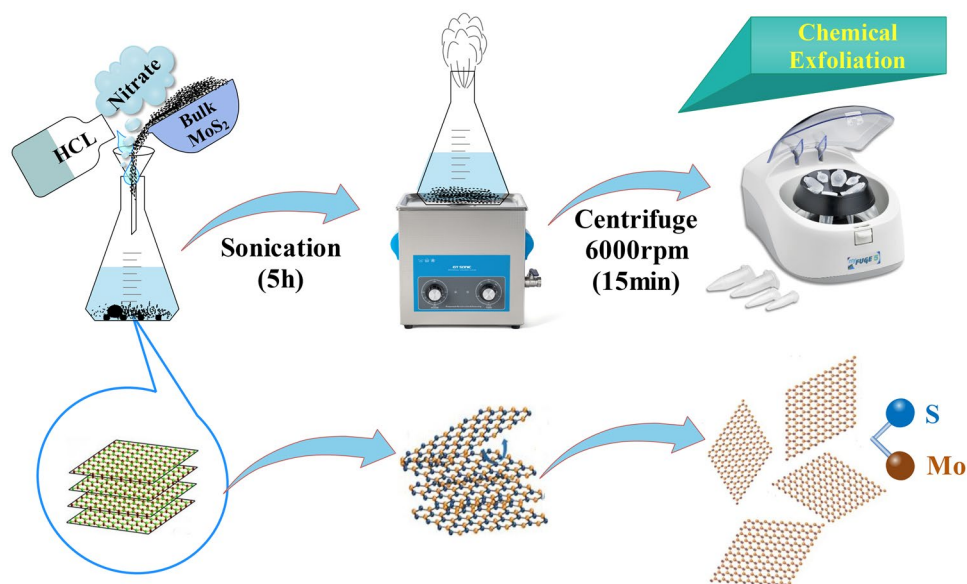 Chemical
Exfoliation
Nitrate
HCL
Bulk
MoS₂
Sonication
(5h)
Centrifuge
6000rpm
(15min)
S
Mo